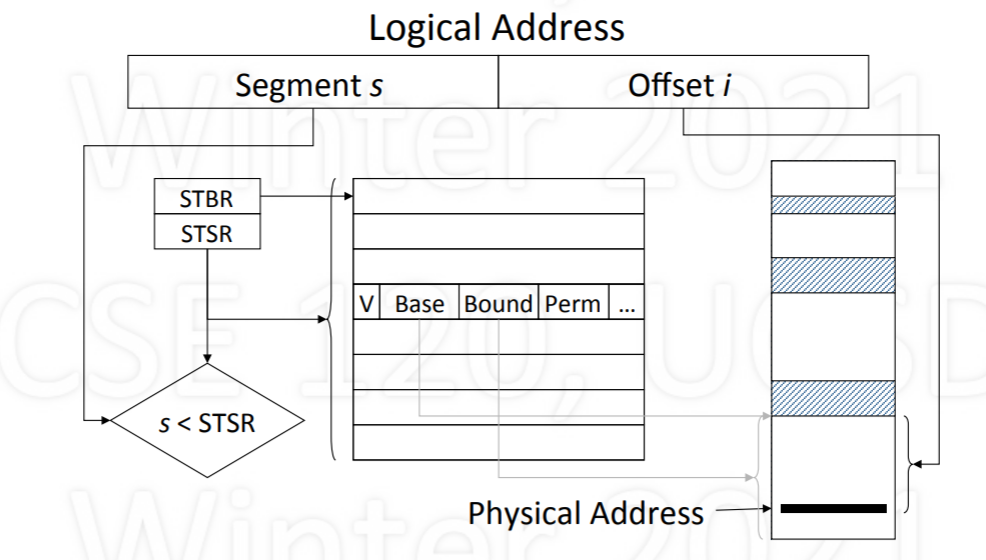 Logical Address
Segment s
Offset i
STBR
STSR
V Base Bound Perm ...
s < STSR
Physical Address
Winter 2021
CSE 120, UCSD
Winter 2021